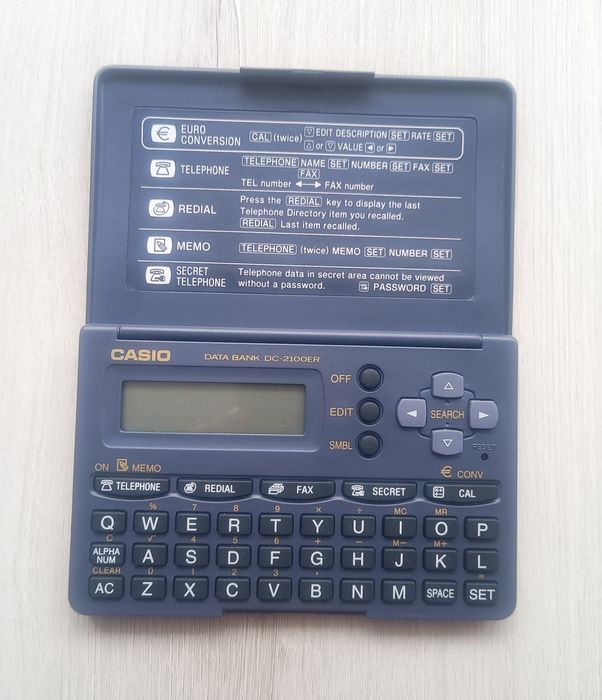 € EURO CONVERSION CAL (twice) ▽ EDIT DESCRIPTION SET RATE SET
△ or ▽ VALUE ◀ or ▶
TELEPHONE TELEPHONE NAME SET NUMBER SET FAX SET
FAX
TEL number ⟷ FAX number
REDIAL Press the REDIAL key to display the last
Telephone Directory item you recalled.
REDIAL Last item recalled.
MEMO TELEPHONE (twice) MEMO SET NUMBER SET
SECRET TELEPHONE Telephone data in secret area cannot be viewed
without a password. PASSWORD SET
CASIO DATA BANK DC-2100ER
OFF
EDIT
SMBL
△
◀ SEARCH ▶
▽
RESET
ON MEMO € CONV
TELEPHONE REDIAL FAX SECRET CAL
% 7 8 9 × ÷ MC MR
Q W E R T Y U I O P
C √ 4 5 6 + − M− M+
ALPHA NUM A S D F G H J K L
CLEAR 0 1 2 3 · =
AC Z X C V B N M SPACE SET